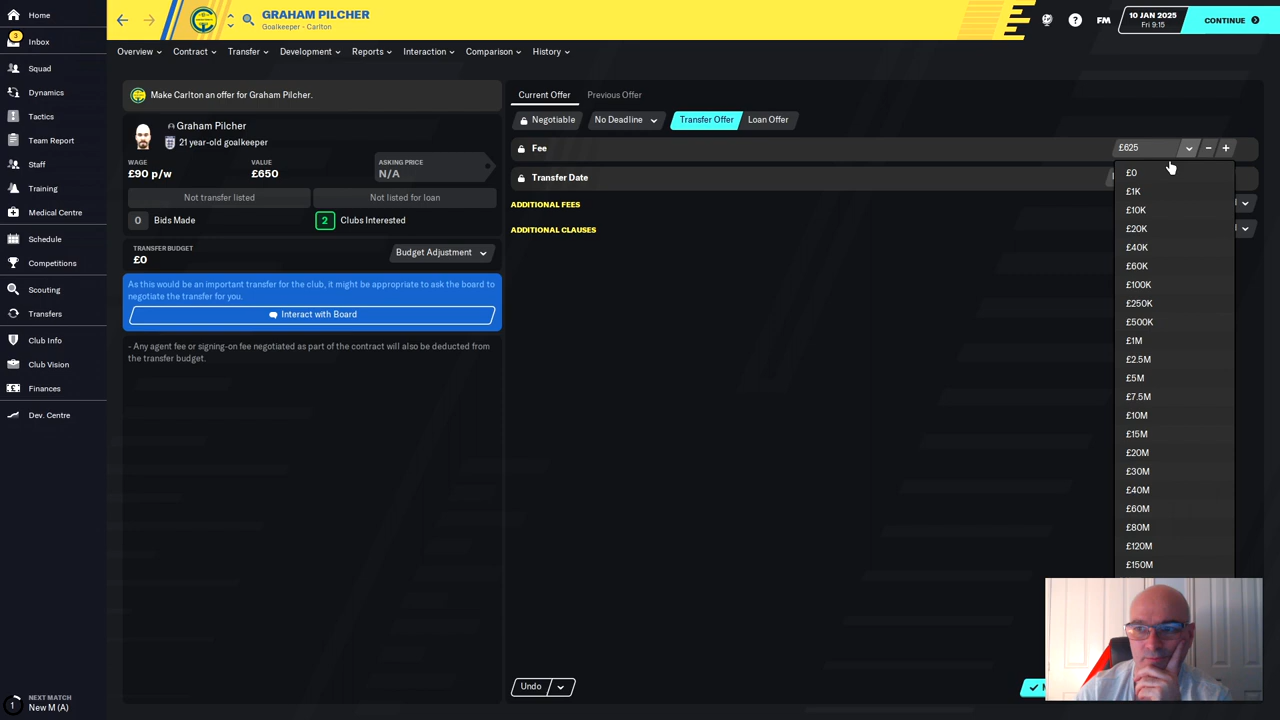 Home
3
Inbox
Squad
Dynamics
Tactics
Team Report
Staff
Training
Medical Centre
Schedule
Competitions
Scouting
Transfers
Club Info
Club Vision
Finances
Dev. Centre
1
NEXT MATCH
New M (A)
GRAHAM PILCHER
Goalkeeper - Carlton
?
FM
10 JAN 2025
Fri 9:15
CONTINUE
Overview
Contract
Transfer
Development
Reports
Interaction
Comparison
History
Make Carlton an offer for Graham Pilcher.
Graham Pilcher
21 year-old goalkeeper
WAGE
£90 p/w
VALUE
£650
ASKING PRICE
N/A
Not transfer listed
Not listed for loan
0 Bids Made
2 Clubs Interested
TRANSFER BUDGET
£0
Budget Adjustment
As this would be an important transfer for the club, it might be appropriate to ask the board to
negotiate the transfer for you.
Interact with Board
- Any agent fee or signing-on fee negotiated as part of the contract will also be deducted from
the transfer budget.
Current Offer
Previous Offer
Negotiable
No Deadline
Transfer Offer
Loan Offer
Fee
£625
Transfer Date
ADDITIONAL FEES
ADDITIONAL CLAUSES
£0
£1K
£10K
£20K
£40K
£60K
£100K
£250K
£500K
£1M
£2.5M
£5M
£7.5M
£10M
£15M
£20M
£30M
£40M
£60M
£80M
£120M
£150M
Undo